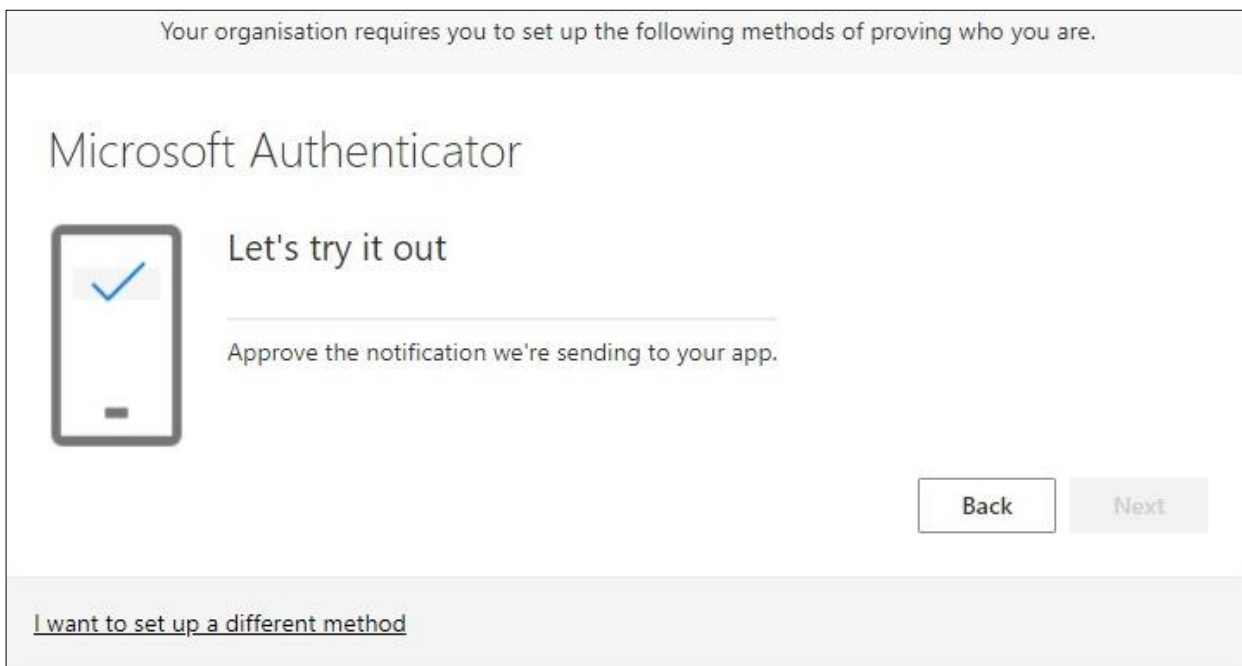 Your organisation requires you to set up the following methods of proving who you are.
Microsoft Authenticator
Let's try it out
Approve the notification we're sending to your app.
Back
Next
I want to set up a different method